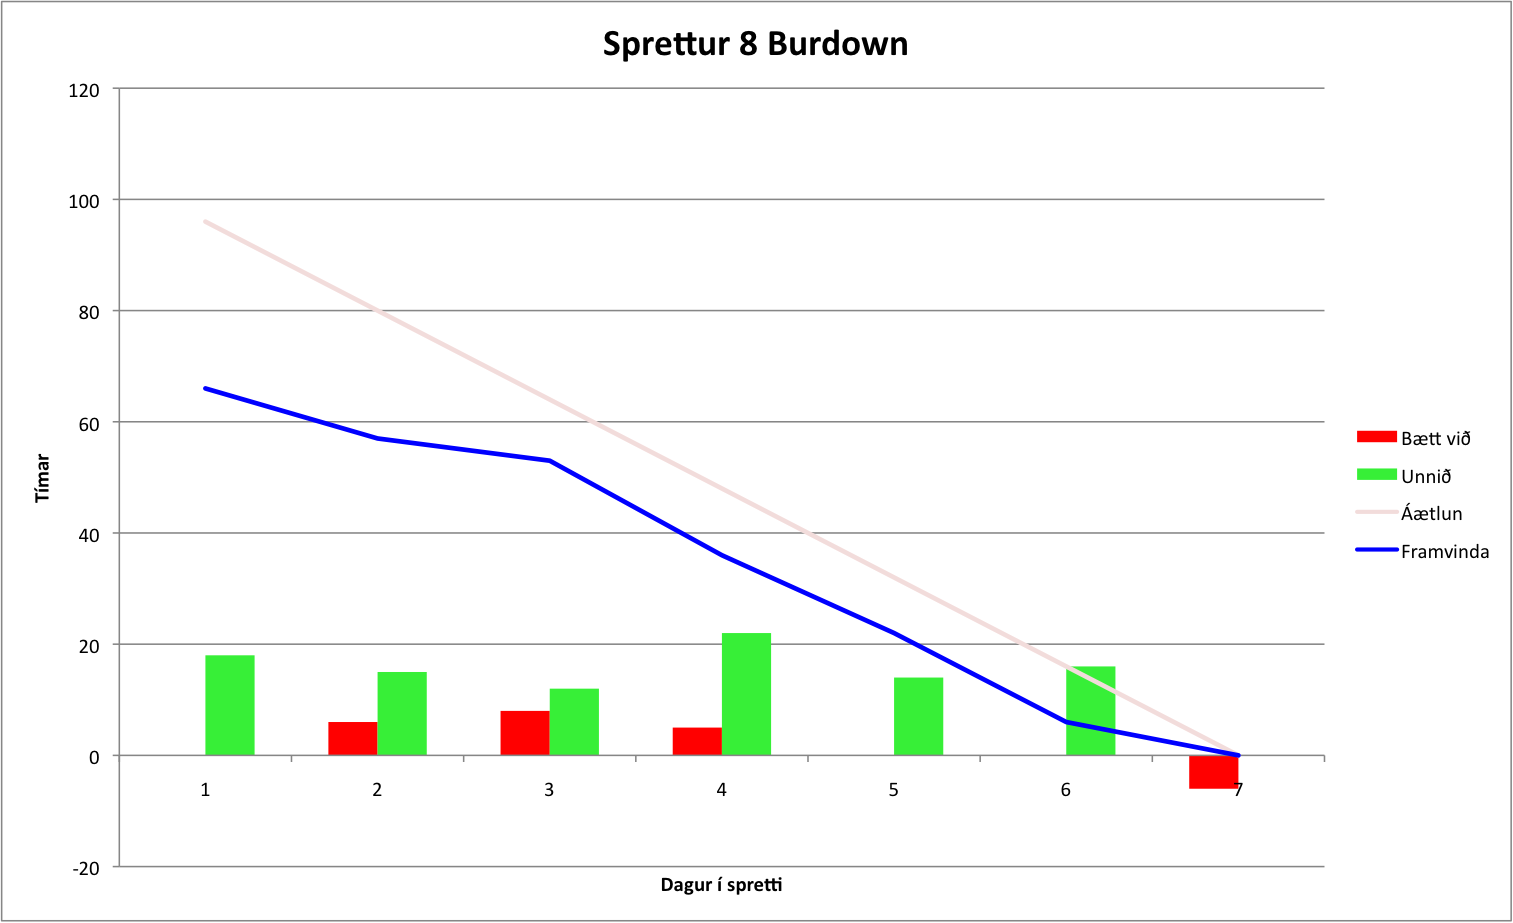 Sprettur 8 Burdown
120
100
80
60
40
20
0
-20
Tímar
1 2 3 4 5 6 7
Dagur í spretti
Bætt við
Unnið
Áætlun
Framvinda